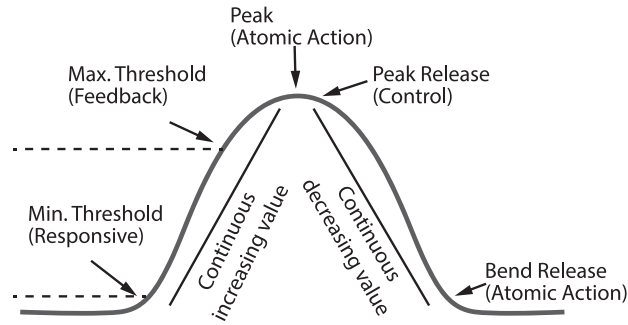 Peak
(Atomic Action)
Max. Threshold
(Feedback)
Peak Release
(Control)
Min. Threshold
(Responsive)
Continuous
increasing value
Continuous
decreasing value
Bend Release
(Atomic Action)